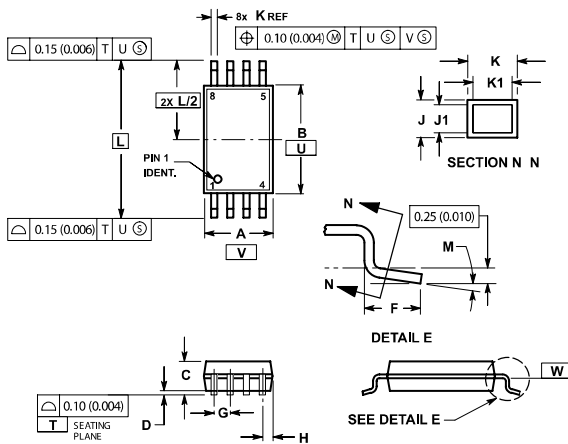 8x K REF
⌖ 0.10 (0.004) Ⓜ T U Ⓢ V Ⓢ
⌓ 0.15 (0.006) T U Ⓢ
2X L/2
8 5
L
B
U
PIN 1
IDENT.
1 4
⌓ 0.15 (0.006) T U Ⓢ
A
V
K
K1
J J1
SECTION N N
N
0.25 (0.010)
M
N
F
DETAIL E
C
⌓ 0.10 (0.004)
T SEATING
PLANE
D
G
H
W
SEE DETAIL E